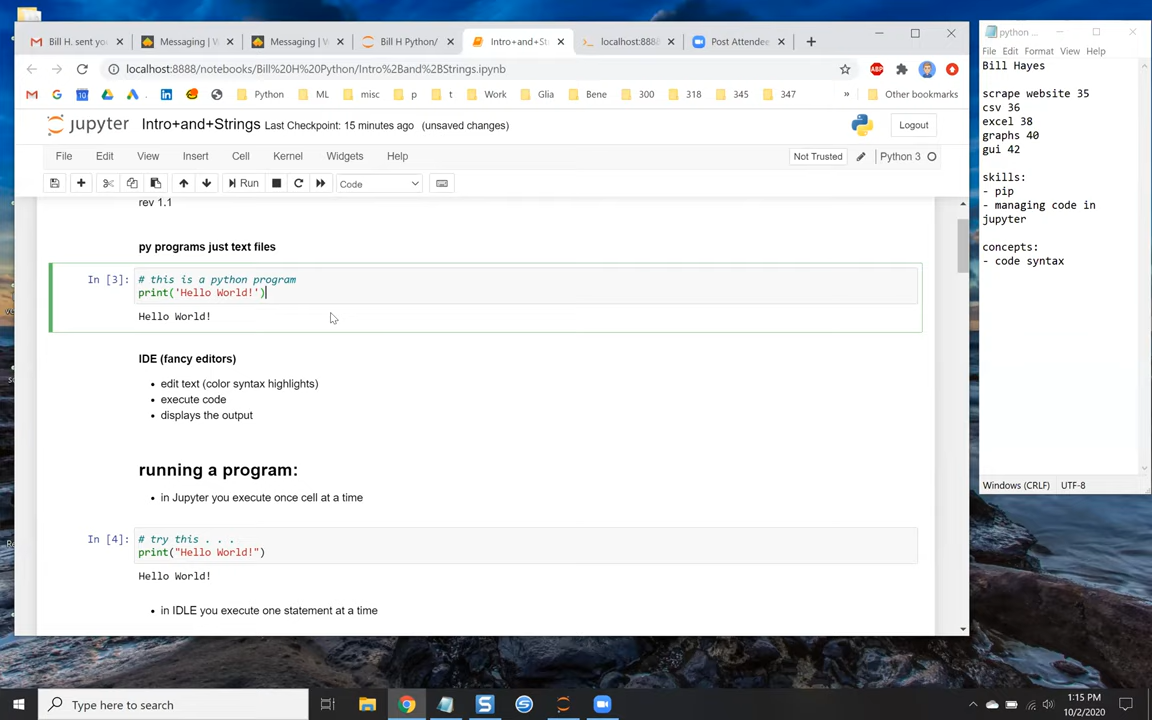 Bill H. sent you
Messaging |
Messaging |
Bill H Python/
Intro+and+St
localhost:8888
Post Attendee
localhost:8888/notebooks/Bill%20H%20Python/Intro%2Band%2BStrings.ipynb
ABP
Python
ML
misc
p
t
Work
Glia
Bene
300
318
345
347
»
Other bookmarks
jupyter
Intro+and+Strings Last Checkpoint: 15 minutes ago (unsaved changes)
Logout
File
Edit
View
Insert
Cell
Kernel
Widgets
Help
Not Trusted
Python 3
Run
Code
rev 1.1
py programs just text files
In [3]: # this is a python program
print('Hello World!')
Hello World!
IDE (fancy editors)
• edit text (color syntax highlights)
• execute code
• displays the output
running a program:
• in Jupyter you execute once cell at a time
In [4]: # try this . . .
print("Hello World!")
Hello World!
• in IDLE you execute one statement at a time
python ...
File Edit Format View Help
Bill Hayes
scrape website 35
csv 36
excel 38
graphs 40
gui 42
skills:
- pip
- managing code in
jupyter
concepts:
- code syntax
Windows (CRLF)
UTF-8
Type here to search
1:15 PM
10/2/2020